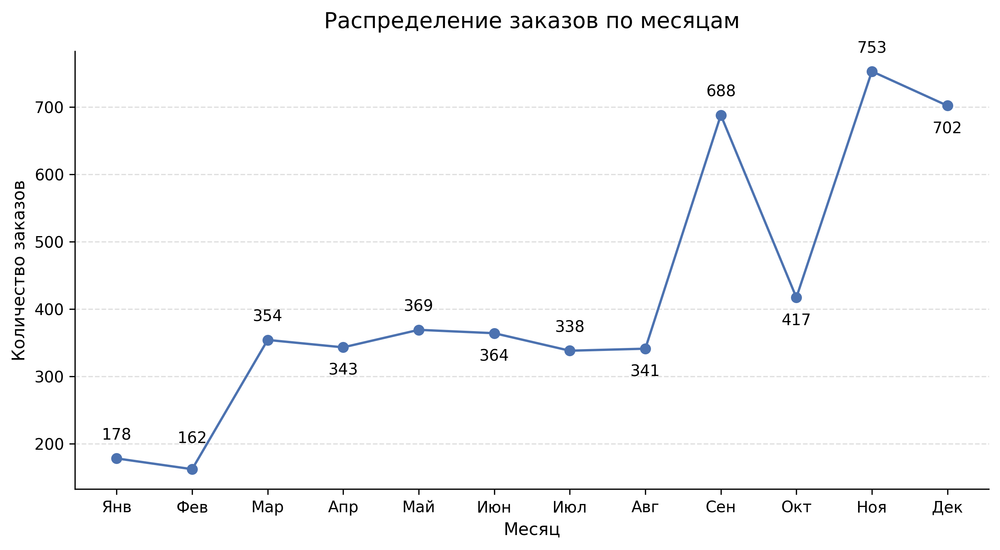 Распределение заказов по месяцам
Количество заказов
700
600
500
400
300
200
178
162
354
343
369
364
338
341
688
417
753
702
Янв
Фев
Мар
Апр
Май
Июн
Июл
Авг
Сен
Окт
Ноя
Дек
Месяц